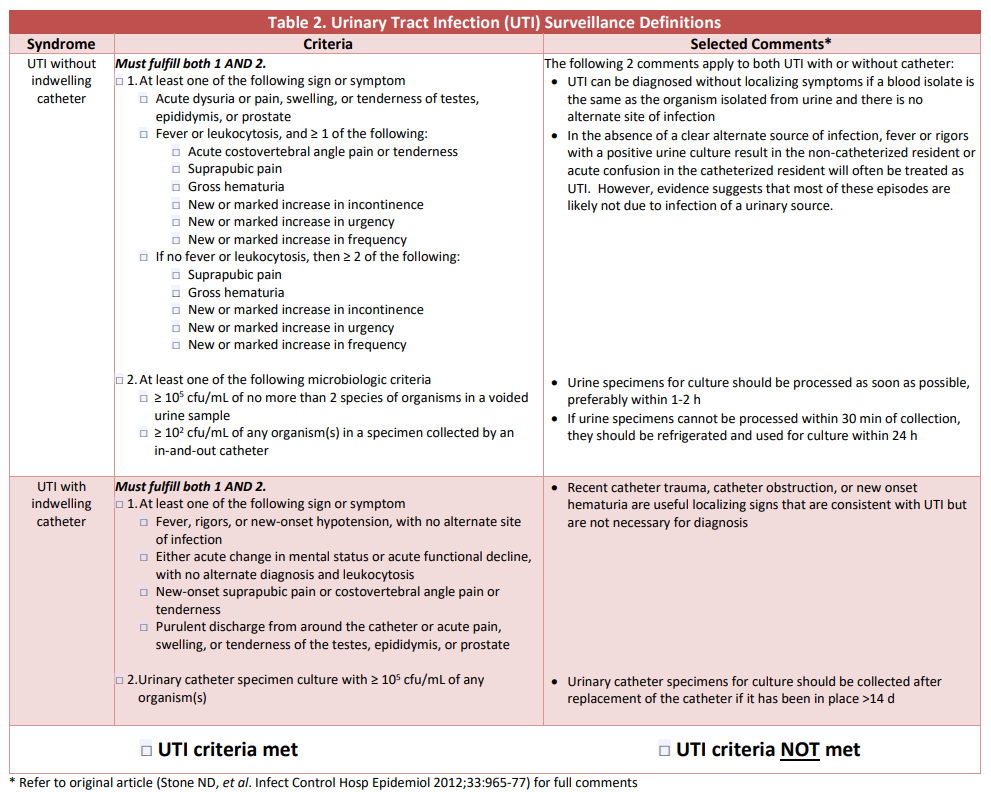 Table 2. Urinary Tract Infection (UTI) Surveillance Definitions
Syndrome
Criteria
Selected Comments*
UTI without
indwelling
catheter
Must fulfill both 1 AND 2.
1. At least one of the following sign or symptom
Acute dysuria or pain, swelling, or tenderness of testes,
epididymis, or prostate
Fever or leukocytosis, and ≥ 1 of the following:
Acute costovertebral angle pain or tenderness
Suprapubic pain
Gross hematuria
New or marked increase in incontinence
New or marked increase in urgency
New or marked increase in frequency
If no fever or leukocytosis, then ≥ 2 of the following:
Suprapubic pain
Gross hematuria
New or marked increase in incontinence
New or marked increase in urgency
New or marked increase in frequency
2. At least one of the following microbiologic criteria
≥ 10⁵ cfu/mL of no more than 2 species of organisms in a voided
urine sample
≥ 10² cfu/mL of any organism(s) in a specimen collected by an
in-and-out catheter
The following 2 comments apply to both UTI with or without catheter:
• UTI can be diagnosed without localizing symptoms if a blood isolate
is the same as the organism isolated from urine and there is no
alternate site of infection
• In the absence of a clear alternate source of infection, fever or rigors
with a positive urine culture result in the non-catheterized resident or
acute confusion in the catheterized resident will often be treated as
UTI. However, evidence suggests that most of these episodes are
likely not due to infection of a urinary source.
• Urine specimens for culture should be processed as soon as possible,
preferably within 1-2 h
• If urine specimens cannot be processed within 30 min of collection,
they should be refrigerated and used for culture within 24 h
UTI with
indwelling
catheter
Must fulfill both 1 AND 2.
1. At least one of the following sign or symptom
Fever, rigors, or new-onset hypotension, with no alternate site
of infection
Either acute change in mental status or acute functional decline,
with no alternate diagnosis and leukocytosis
New-onset suprapubic pain or costovertebral angle pain or
tenderness
Purulent discharge from around the catheter or acute pain,
swelling, or tenderness of the testes, epididymis, or prostate
2.Urinary catheter specimen culture with ≥ 10⁵ cfu/mL of any
organism(s)
• Recent catheter trauma, catheter obstruction, or new onset
hematuria are useful localizing signs that are consistent with UTI but
are not necessary for diagnosis
• Urinary catheter specimens for culture should be collected after
replacement of the catheter if it has been in place >14 d
UTI criteria met
UTI criteria NOT met
* Refer to original article (Stone ND, et al. Infect Control Hosp Epidemiol 2012;33:965-77) for full comments